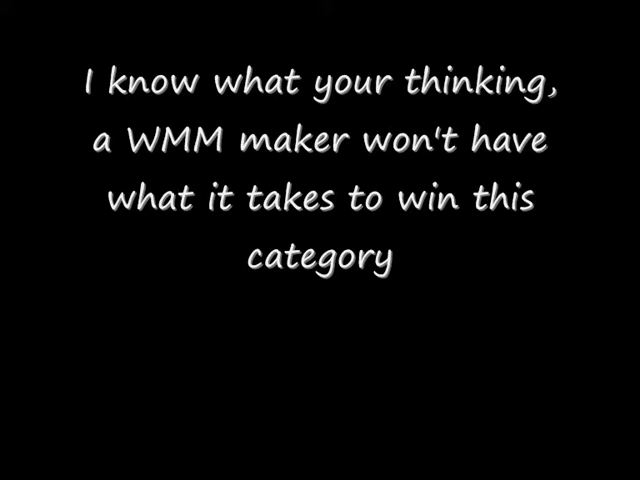 I know what your thinking,
a WMM maker won't have
what it takes to win this
category